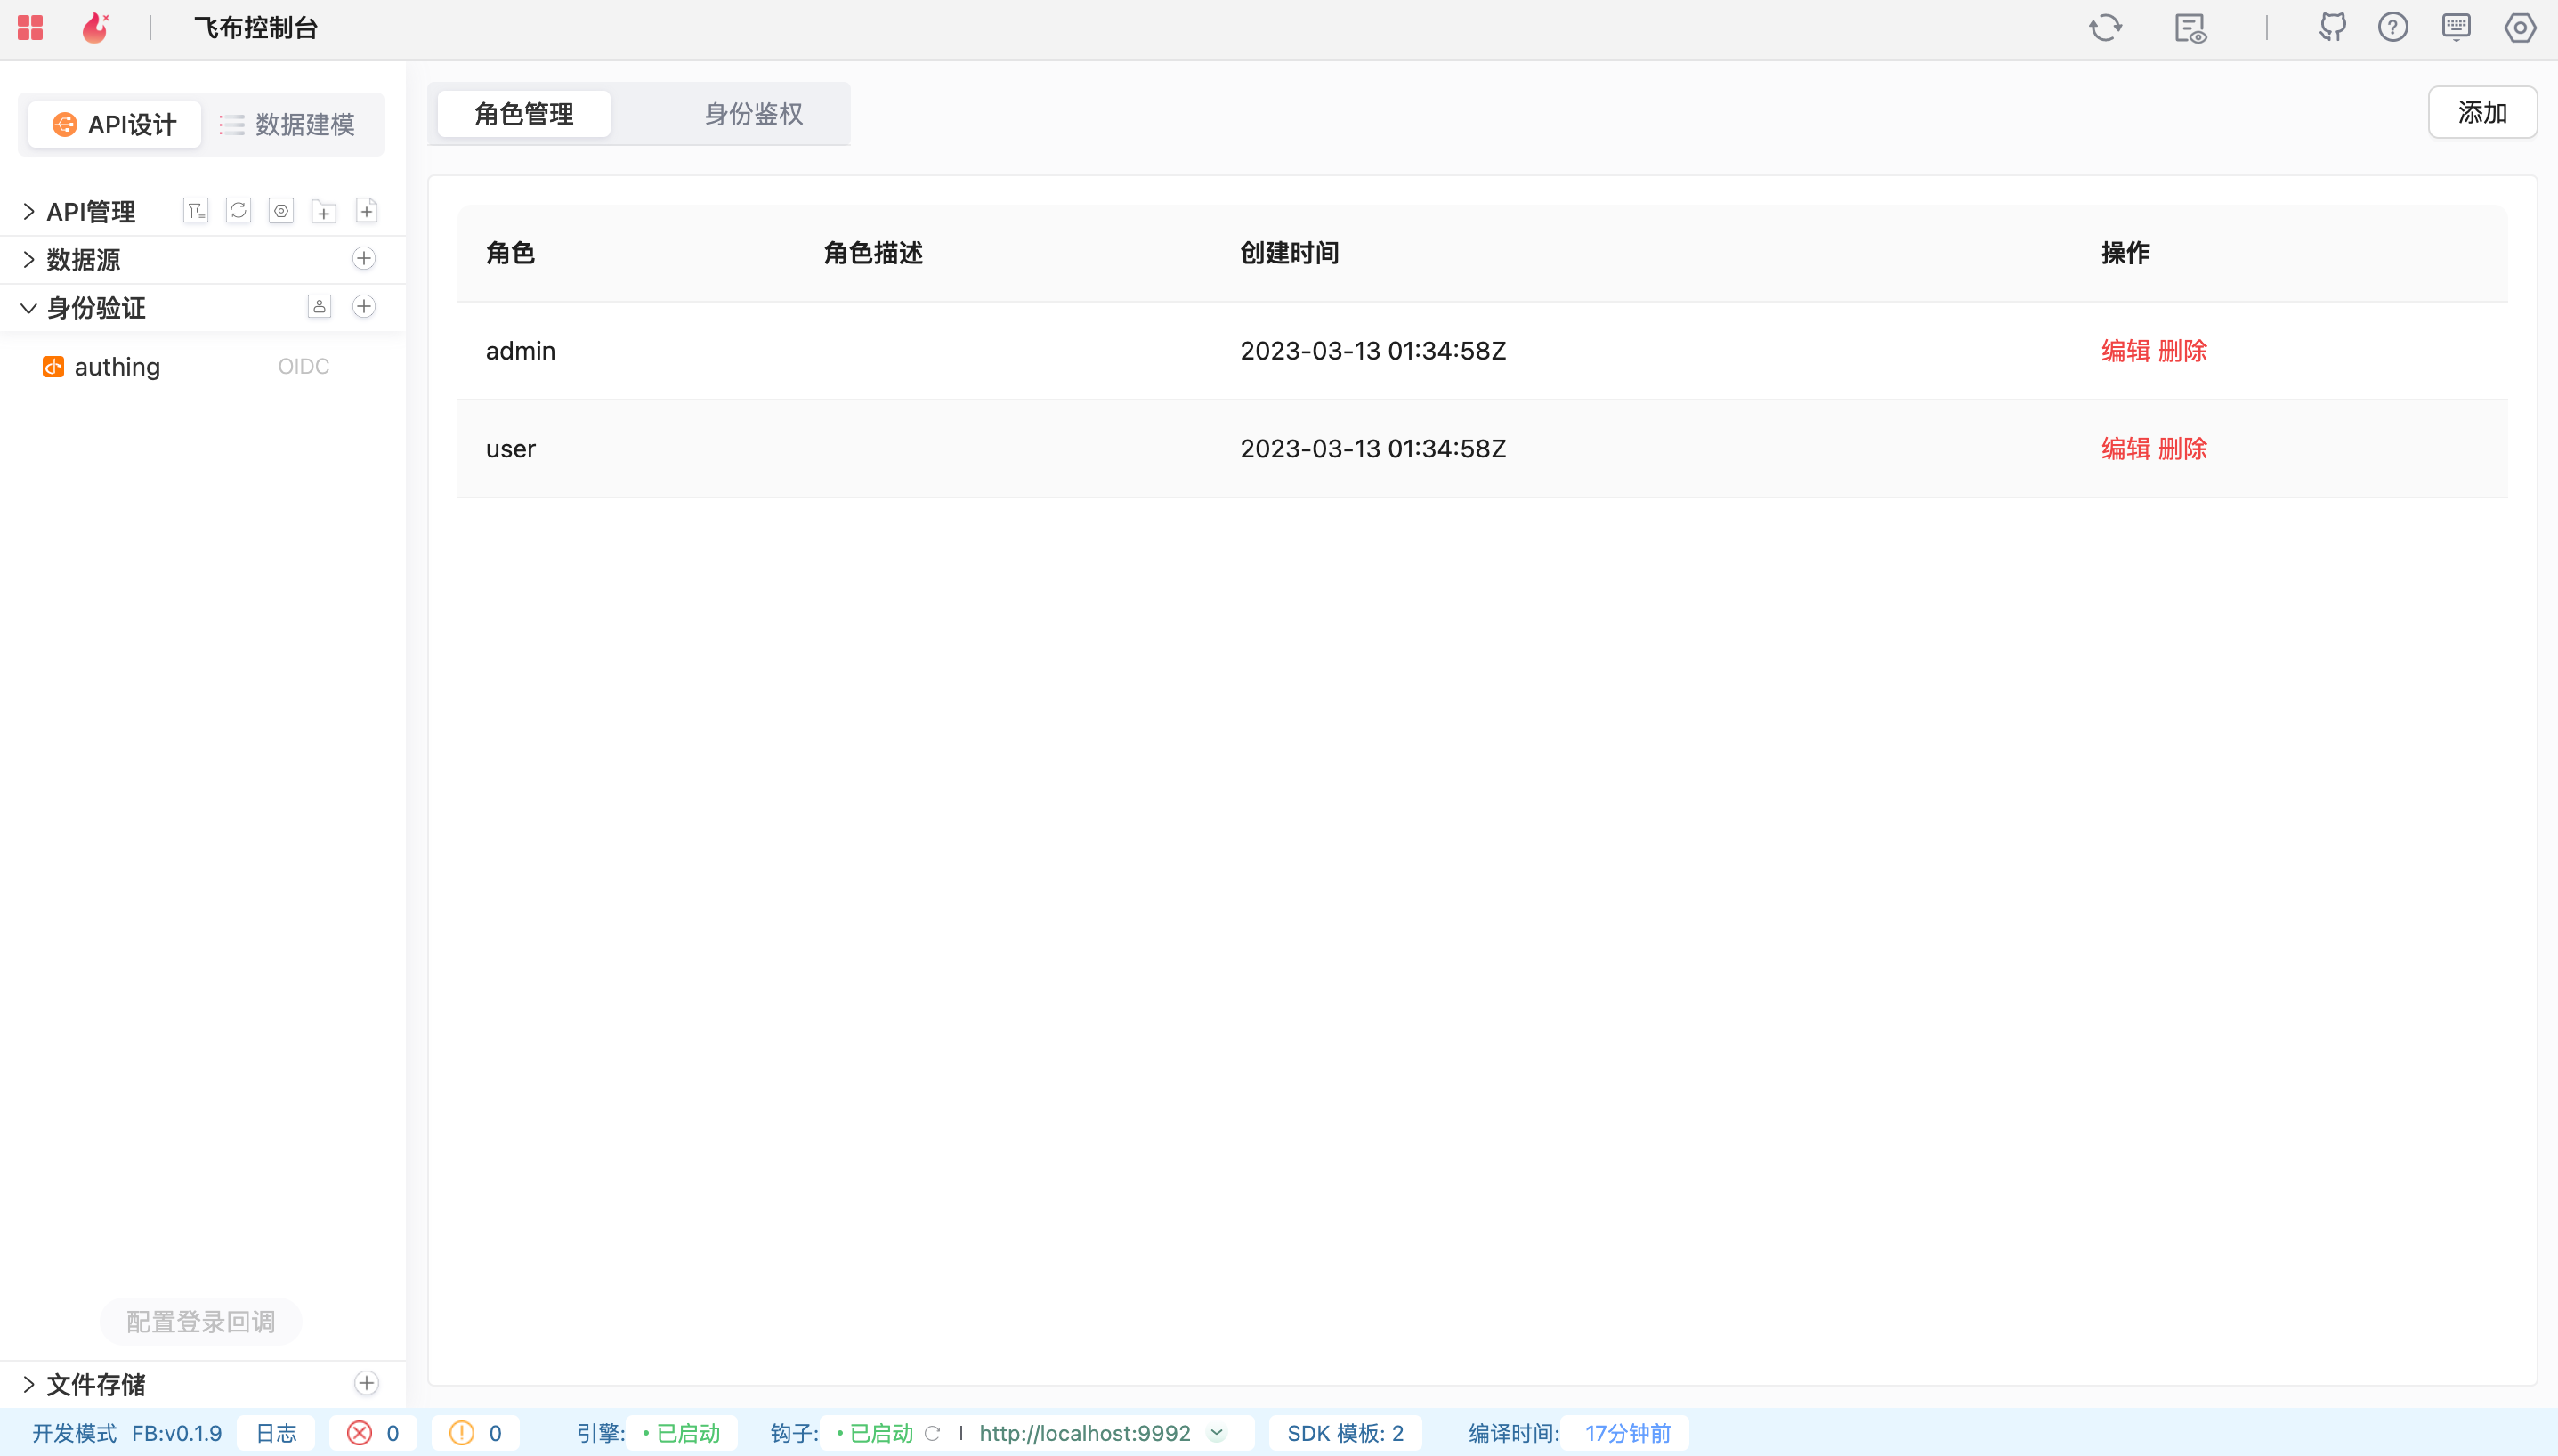 飞布控制台
API设计 数据建模
API管理
数据源
身份验证
authing OIDC
配置登录回调
文件存储
角色管理 身份鉴权 添加
角色 角色描述 创建时间 操作
admin 2023-03-13 01:34:58Z 编辑 删除
user 2023-03-13 01:34:58Z 编辑 删除
开发模式 FB:v0.1.9 日志 0 0 引擎: 已启动 钩子: 已启动 | http://localhost:9992 SDK 模板: 2 编译时间: 17分钟前